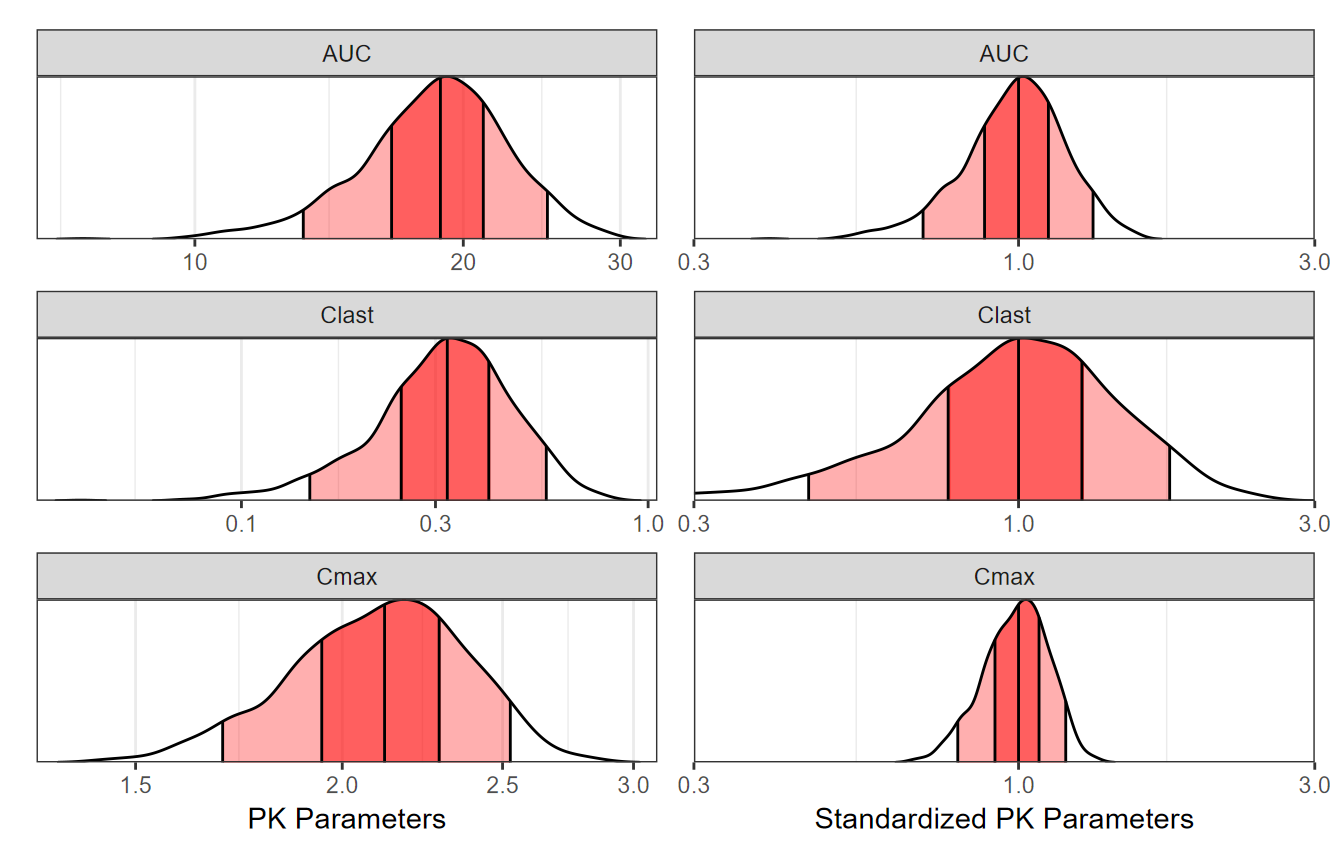 AUC AUC
10 20 30 0.3 1.0 3.0
Clast Clast
0.1 0.3 1.0 0.3 1.0 3.0
Cmax Cmax
1.5 2.0 2.5 3.0 0.3 1.0 3.0
PK Parameters Standardized PK Parameters